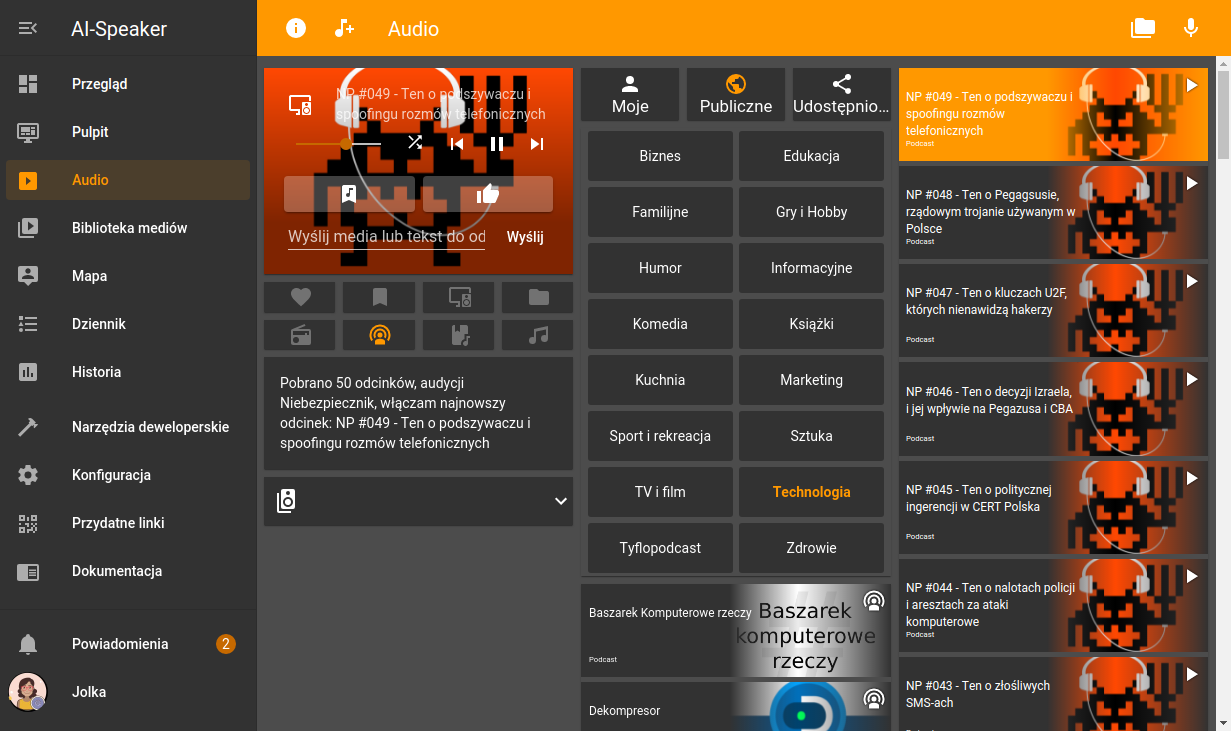 AI-Speaker
Przegląd
Pulpit
Audio
Biblioteka mediów
Mapa
Dziennik
Historia
Narzędzia deweloperskie
Konfiguracja
Przydatne linki
Dokumentacja
Powiadomienia
2
Jolka
Audio
NP #049 - Ten o podszywaczu i
spoofingu rozmów telefonicznych
Wyślij media lub tekst do od
Wyślij
Pobrano 50 odcinków, audycji
Niebezpiecznik, włączam najnowszy
odcinek: NP #049 - Ten o podszywaczu i
spoofingu rozmów telefonicznych
Moje
Publiczne
Udostępnio...
Biznes
Edukacja
Familijne
Gry i Hobby
Humor
Informacyjne
Komedia
Książki
Kuchnia
Marketing
Sport i rekreacja
Sztuka
TV i film
Technologia
Tyflopodcast
Zdrowie
Baszarek Komputerowe rzeczy
Podcast
Baszarek
komputerowe
rzeczy
Dekompresor
NP #049 - Ten o podszywaczu i
spoofingu rozmów
telefonicznych
Podcast
NP #048 - Ten o Pegagsusie,
rządowym trojanie używanym w
Polsce
Podcast
NP #047 - Ten o kluczach U2F,
których nienawidzą hakerzy
Podcast
NP #046 - Ten o decyzji Izraela,
i jej wpływie na Pegazusa i CBA
Podcast
NP #045 - Ten o politycznej
ingerencji w CERT Polska
Podcast
NP #044 - Ten o nalotach policji
i aresztach za ataki
komputerowe
Podcast
NP #043 - Ten o złośliwych
SMS-ach